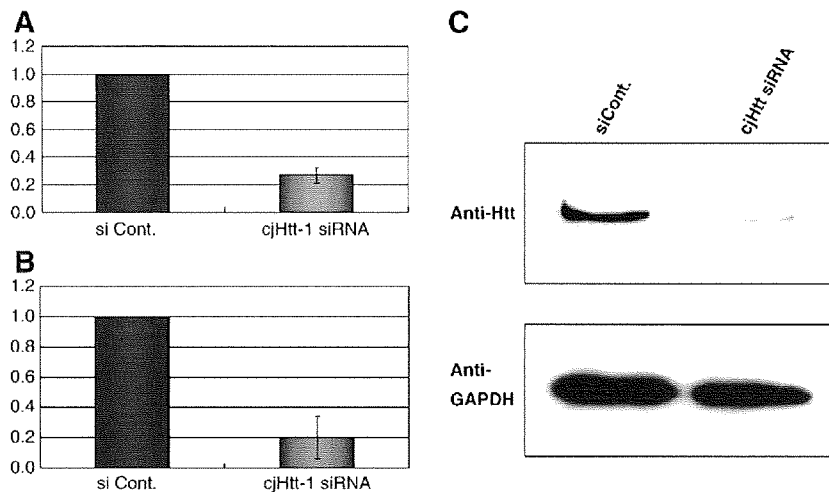 A
1.2
1.0
0.8
0.6
0.4
0.2
0.0
si Cont.
cjHtt-1 siRNA
B
1.2
1.0
0.8
0.6
0.4
0.2
0.0
si Cont.
cjHtt-1 siRNA
C
siCont.
cjHtt siRNA
Anti-Htt
Anti-
GAPDH